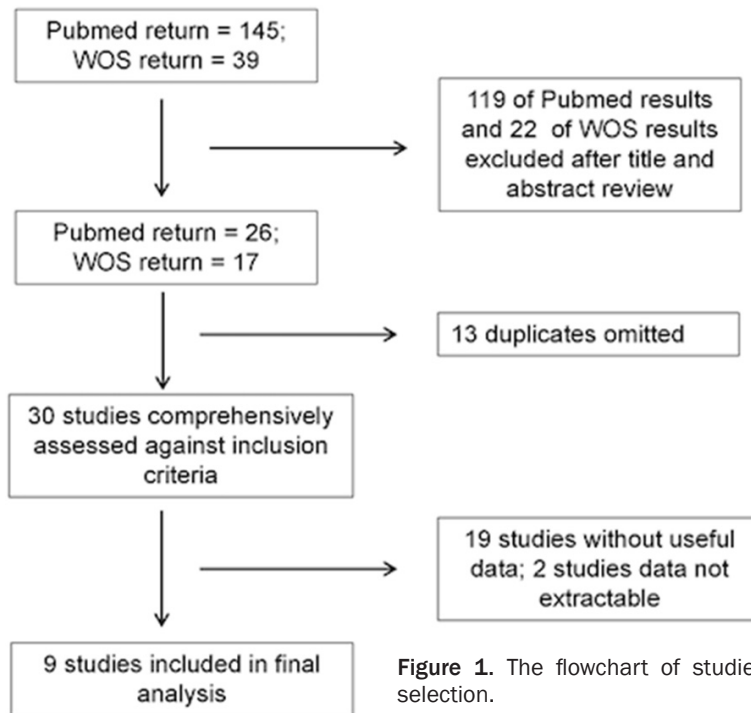 Pubmed return = 145;
WOS return = 39
119 of Pubmed results
and 22 of WOS results
excluded after title and
abstract review
Pubmed return = 26;
WOS return = 17
13 duplicates omitted
30 studies comprehensively
assessed against inclusion
criteria
19 studies without useful
data; 2 studies data not
extractable
9 studies included in final
analysis
Figure 1. The flowchart of studie
selection.